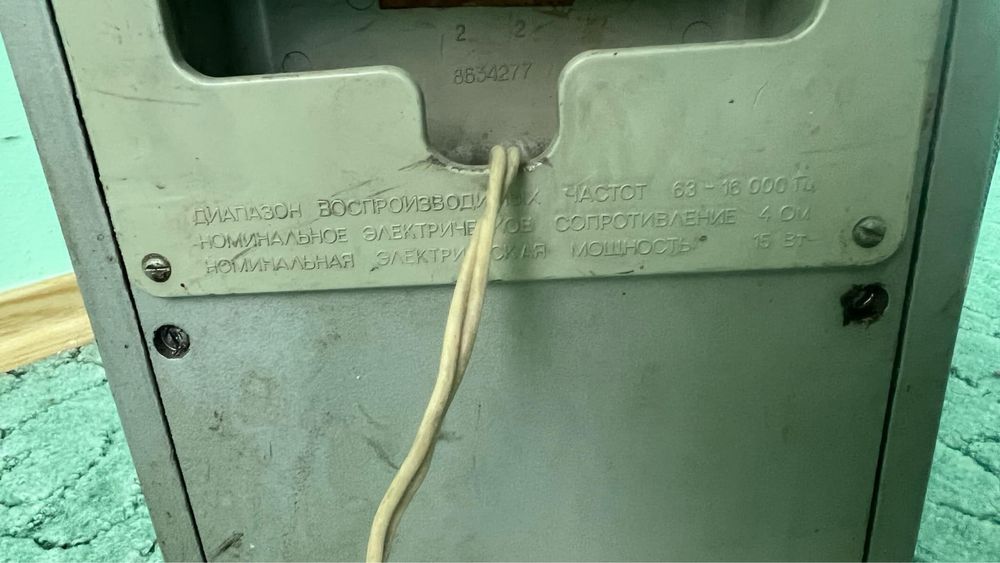 2 2
8634277
ДИАПАЗОН ВОСПРОИЗВОДИМЫХ ЧАСТОТ 63-16 000 Гц
НОМИНАЛЬНОЕ ЭЛЕКТРИЧЕСКОЕ СОПРОТИВЛЕНИЕ 4 Ом
НОМИНАЛЬНАЯ ЭЛЕКТРИЧЕСКАЯ МОЩНОСТЬ 15 Вт